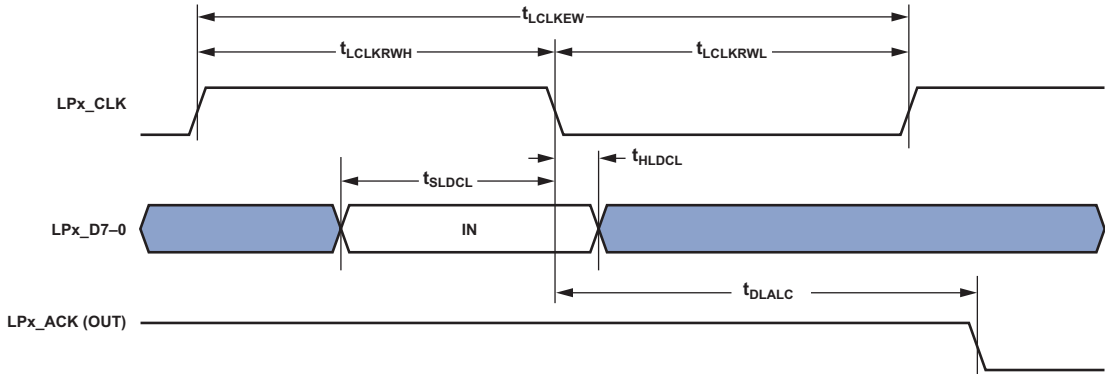 tLCLKEW
tLCLKRWH
tLCLKRWL
LPx_CLK
tHLDCL
tSLDCL
LPx_D7–0
IN
tDLALC
LPx_ACK (OUT)